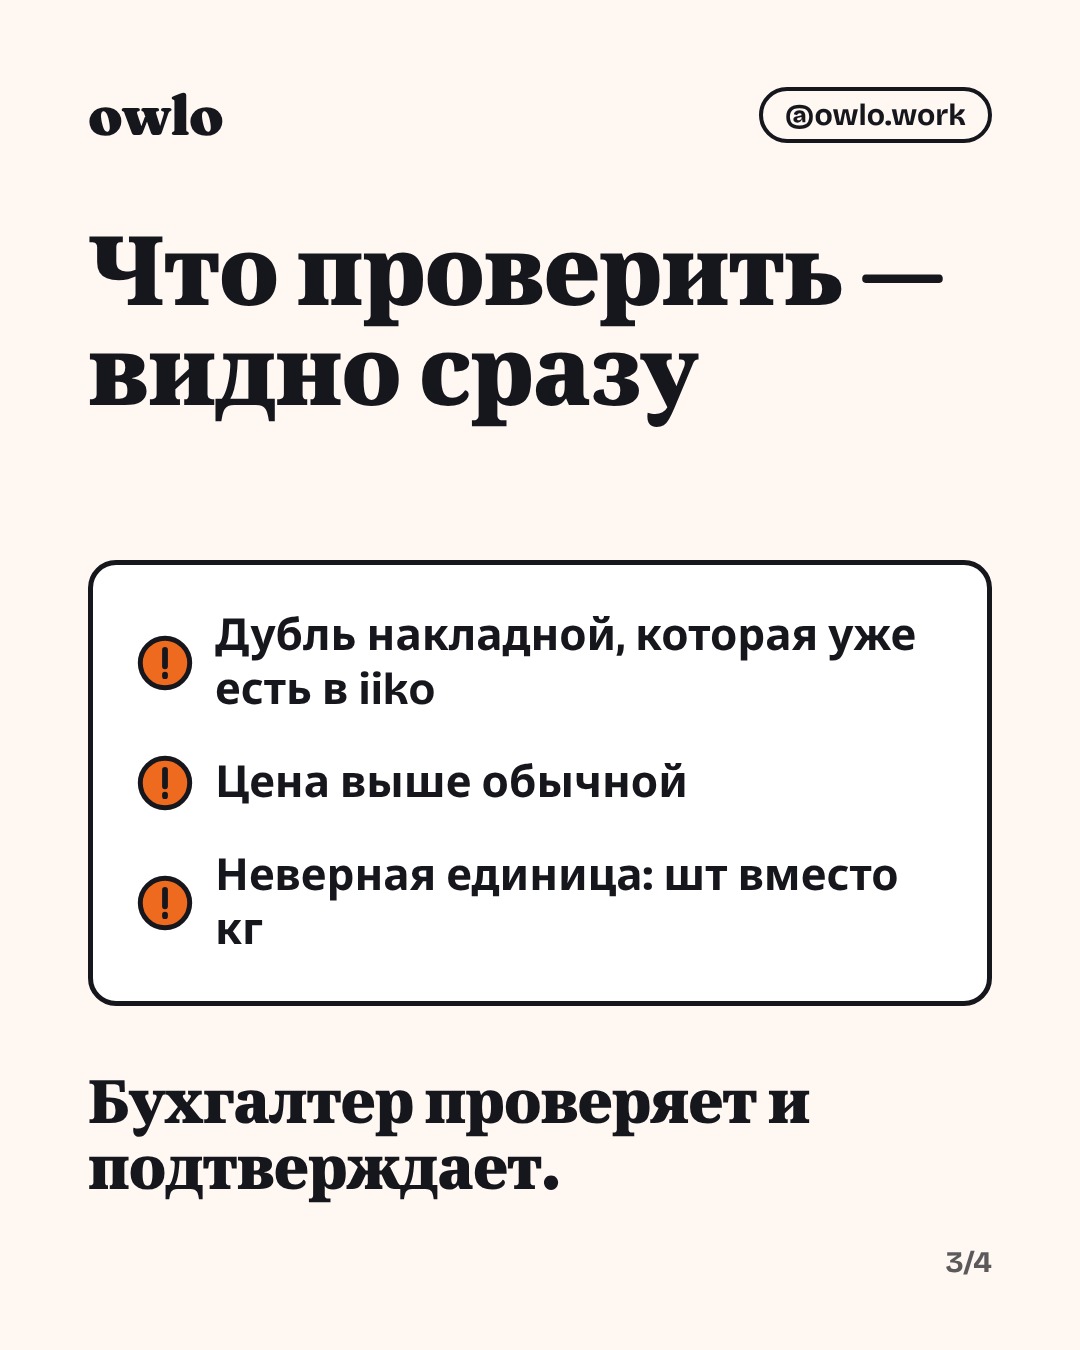 owlo
@owlo.work
Что проверить —
видно сразу
Дубль накладной, которая уже
есть в iiko
Цена выше обычной
Неверная единица: шт вместо
кг
Бухгалтер проверяет и
подтверждает.
3/4